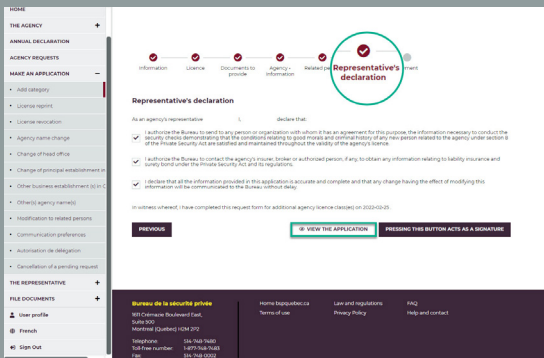 HOME
THE AGENCY +
ANNUAL DECLARATION
AGENCY REQUESTS
MAKE AN APPLICATION −
• Add category
• License reprint
• License revocation
• Agency name change
• Change of head office
• Change of principal establishment in
• Other business establishment (s) in C
• Other(s) agency name(s)
• Modification to related persons
• Communication preferences
• Autorisation de délégation
• Cancellation of a pending request
THE REPRESENTATIVE +
FILE DOCUMENTS +
User profile
French
Sign Out
Information
Licence
Documents to provide
Agency - Information
Related pe
Representative's declaration
ment
Representative's declaration
As an agency's representative I, declare that:
I authorize the Bureau to send to any person or organization with whom it has an agreement for this purpose, the information necessary to conduct the
security checks demonstrating that the conditions relating to good morals and criminal history of any new person related to the agency under section 8
of the Private Security Act are satisfied and maintained throughout the validity of the agency's licence.
I authorize the Bureau to contact the agency's insurer, broker or authorized person, if any, to obtain any information relating to liability insurance and
surety bond under the Private Security Act and its regulations.
I declare that all the information provided in this application is accurate and complete and that any change having the effect of modifying this
information will be communicated to the Bureau without delay.
In witness whereof, I have completed this request form for additional agency licence class(es) on 2022-03-25.
PREVIOUS
VIEW THE APPLICATION
PRESSING THIS BUTTON ACTS AS A SIGNATURE
Bureau de la sécurité privée
1611 Crémazie Boulevard East,
Suite 500
Montreal (Quebec) H2M 2P2
Telephone 514-748-7480
Toll-free number 1-877-748-7483
Fax 514-748-0002
Home bspquebec.ca
Terms of use
Law and regulations
Privacy Policy
FAQ
Help and contact